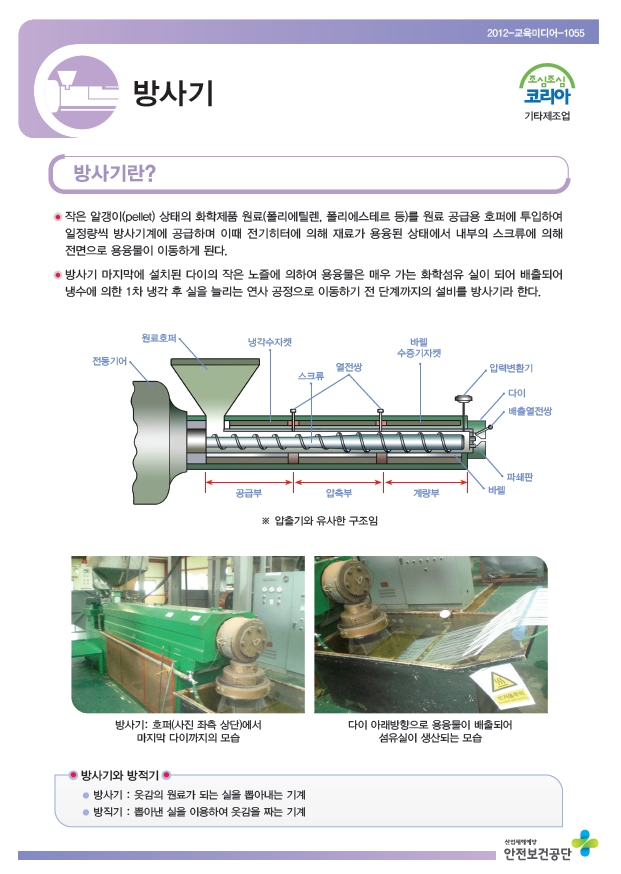 2012-교육미디어-1055
방사기
조심조심
코리아
기타제조업
방사기란?
작은 알갱이(pellet) 상태의 화학제품 원료(폴리에틸렌, 폴리에스테르 등)를 원료 공급용 호퍼에 투입하여
일정량씩 방사기계에 공급하며 이때 전기히터에 의해 재료가 용융된 상태에서 내부의 스크류에 의해
전면으로 용융물이 이동하게 된다.
방사기 마지막에 설치된 다이의 작은 노즐에 의하여 용융물은 매우 가는 화학섬유 실이 되어 배출되어
냉수에 의한 1차 냉각 후 실을 늘리는 연사 공정으로 이동하기 전 단계까지의 설비를 방사기라 한다.
원료호퍼
냉각수자켓
바렐
수증기자켓
전동기어
스크류
열전쌍
압력변환기
다이
배출열전쌍
파쇄판
바렐
공급부
압축부
계량부
※ 압출기와 유사한 구조임
방사기: 호퍼(사진 좌측 상단)에서
마지막 다이까지의 모습
다이 아래방향으로 용융물이 배출되어
섬유실이 생산되는 모습
방사기와 방적기
방사기 : 옷감의 원료가 되는 실을 뽑아내는 기계
방직기 : 뽑아낸 실을 이용하여 옷감을 짜는 기계
산업재해예방
안전보건공단